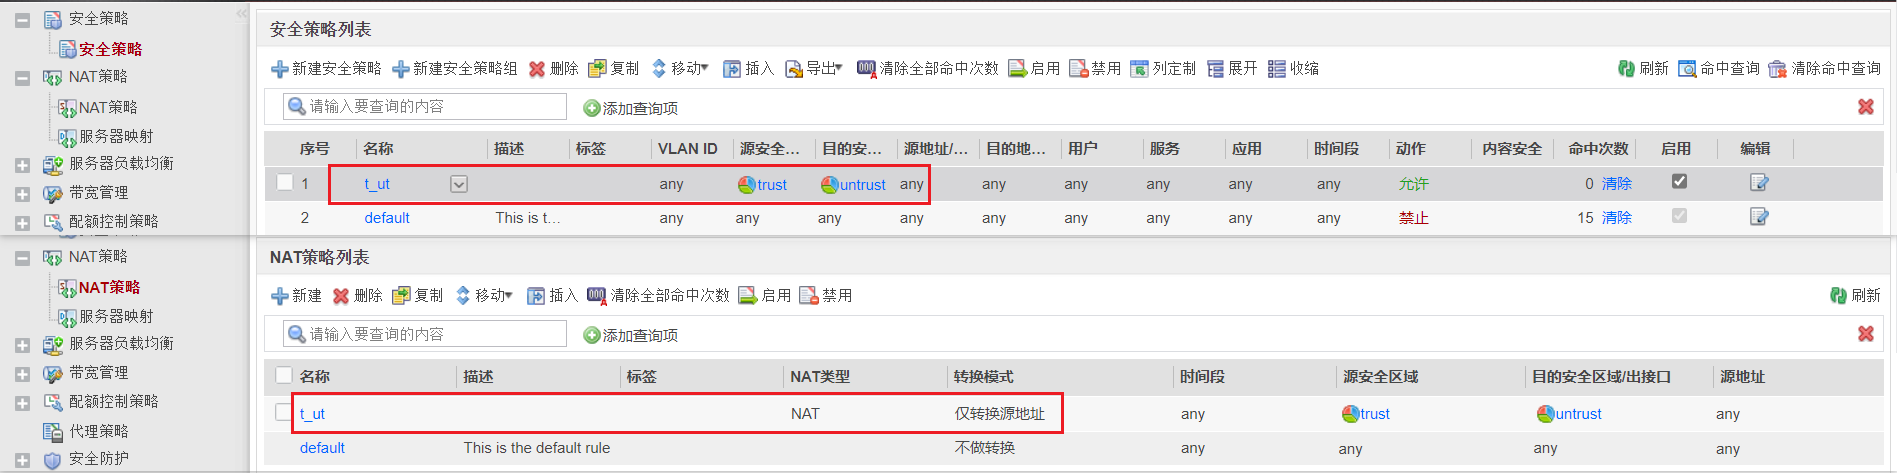 安全策略
安全策略
NAT策略
NAT策略
服务器映射
服务器负载均衡
带宽管理
配额控制策略
安全策略列表
新建安全策略 新建安全策略组 删除 复制 移动 插入 导出 清除全部命中次数 启用 禁用 列定制 展开 收缩 刷新 命中查询 清除命中查询
请输入要查询的内容 添加查询项
序号 名称 描述 标签 VLAN ID 源安全... 目的安... 源地址/... 目的地... 用户 服务 应用 时间段 动作 内容安全 命中次数 启用 编辑
1 t_ut any trust untrust any any any any any any 允许 0 清除
2 default This is t... any any any any any any any any any 禁止 15 清除
NAT策略
NAT策略
服务器映射
服务器负载均衡
带宽管理
配额控制策略
代理策略
安全防护
NAT策略列表
新建 删除 复制 移动 插入 清除全部命中次数 启用 禁用 刷新
请输入要查询的内容 添加查询项
名称 描述 标签 NAT类型 转换模式 时间段 源安全区域 目的安全区域/出接口 源地址
t_ut NAT 仅转换源地址 any trust untrust any
default This is the default rule 不做转换 any any any any